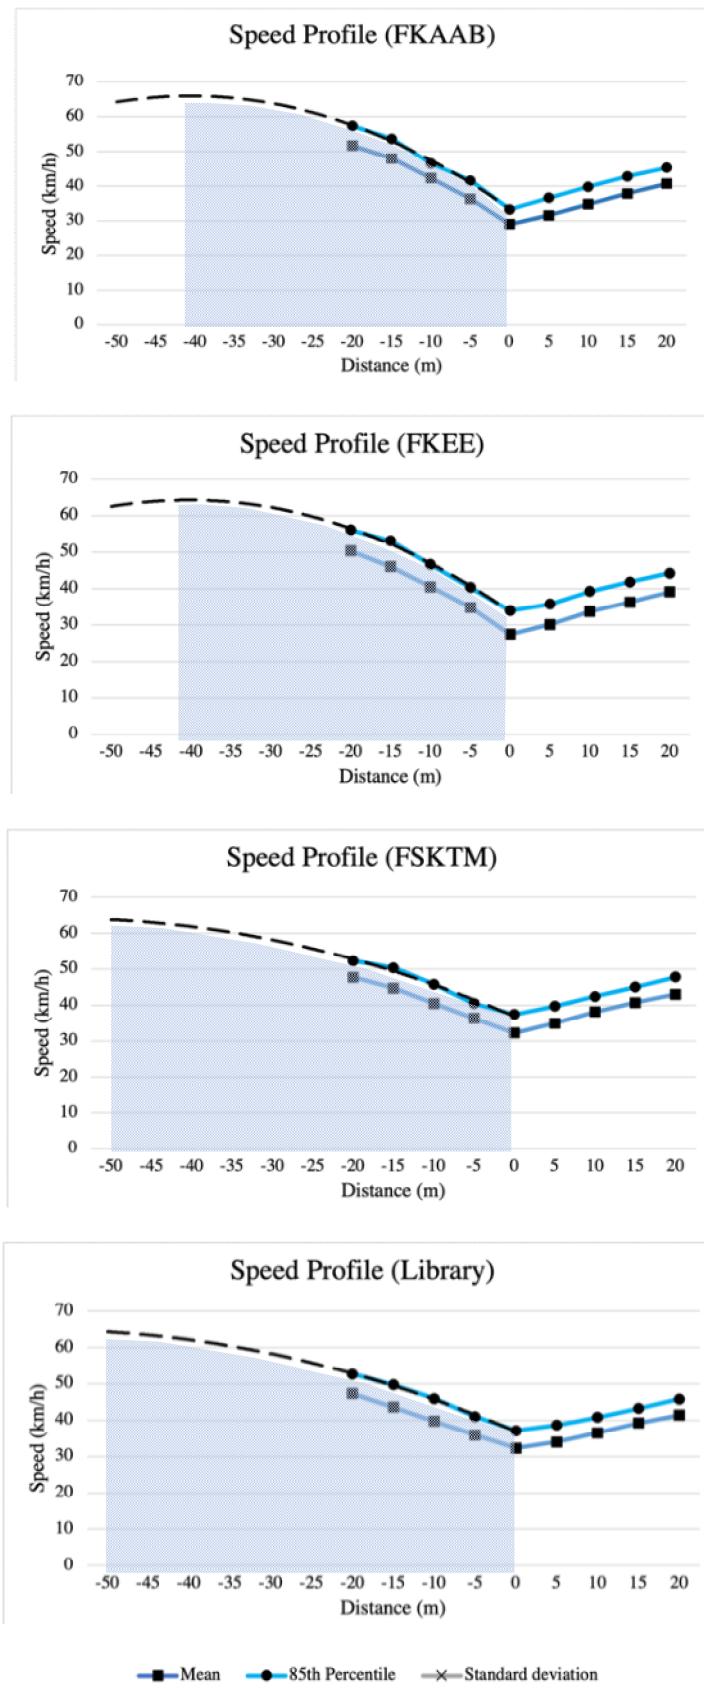 Speed Profile (FKAAB)
70
60
50
40
30
20
10
0
Speed (km/h)
-50 -45 -40 -35 -30 -25 -20 -15 -10 -5 0 5 10 15 20
Distance (m)
Speed Profile (FKEE)
70
60
50
40
30
20
10
0
Speed (km/h)
-50 -45 -40 -35 -30 -25 -20 -15 -10 -5 0 5 10 15 20
Distance (m)
Speed Profile (FSKTM)
70
60
50
40
30
20
10
0
Speed (km/h)
-50 -45 -40 -35 -30 -25 -20 -15 -10 -5 0 5 10 15 20
Distance (m)
Speed Profile (Library)
70
60
50
40
30
20
10
0
Speed (km/h)
-50 -45 -40 -35 -30 -25 -20 -15 -10 -5 0 5 10 15 20
Distance (m)
Mean 85th Percentile Standard deviation